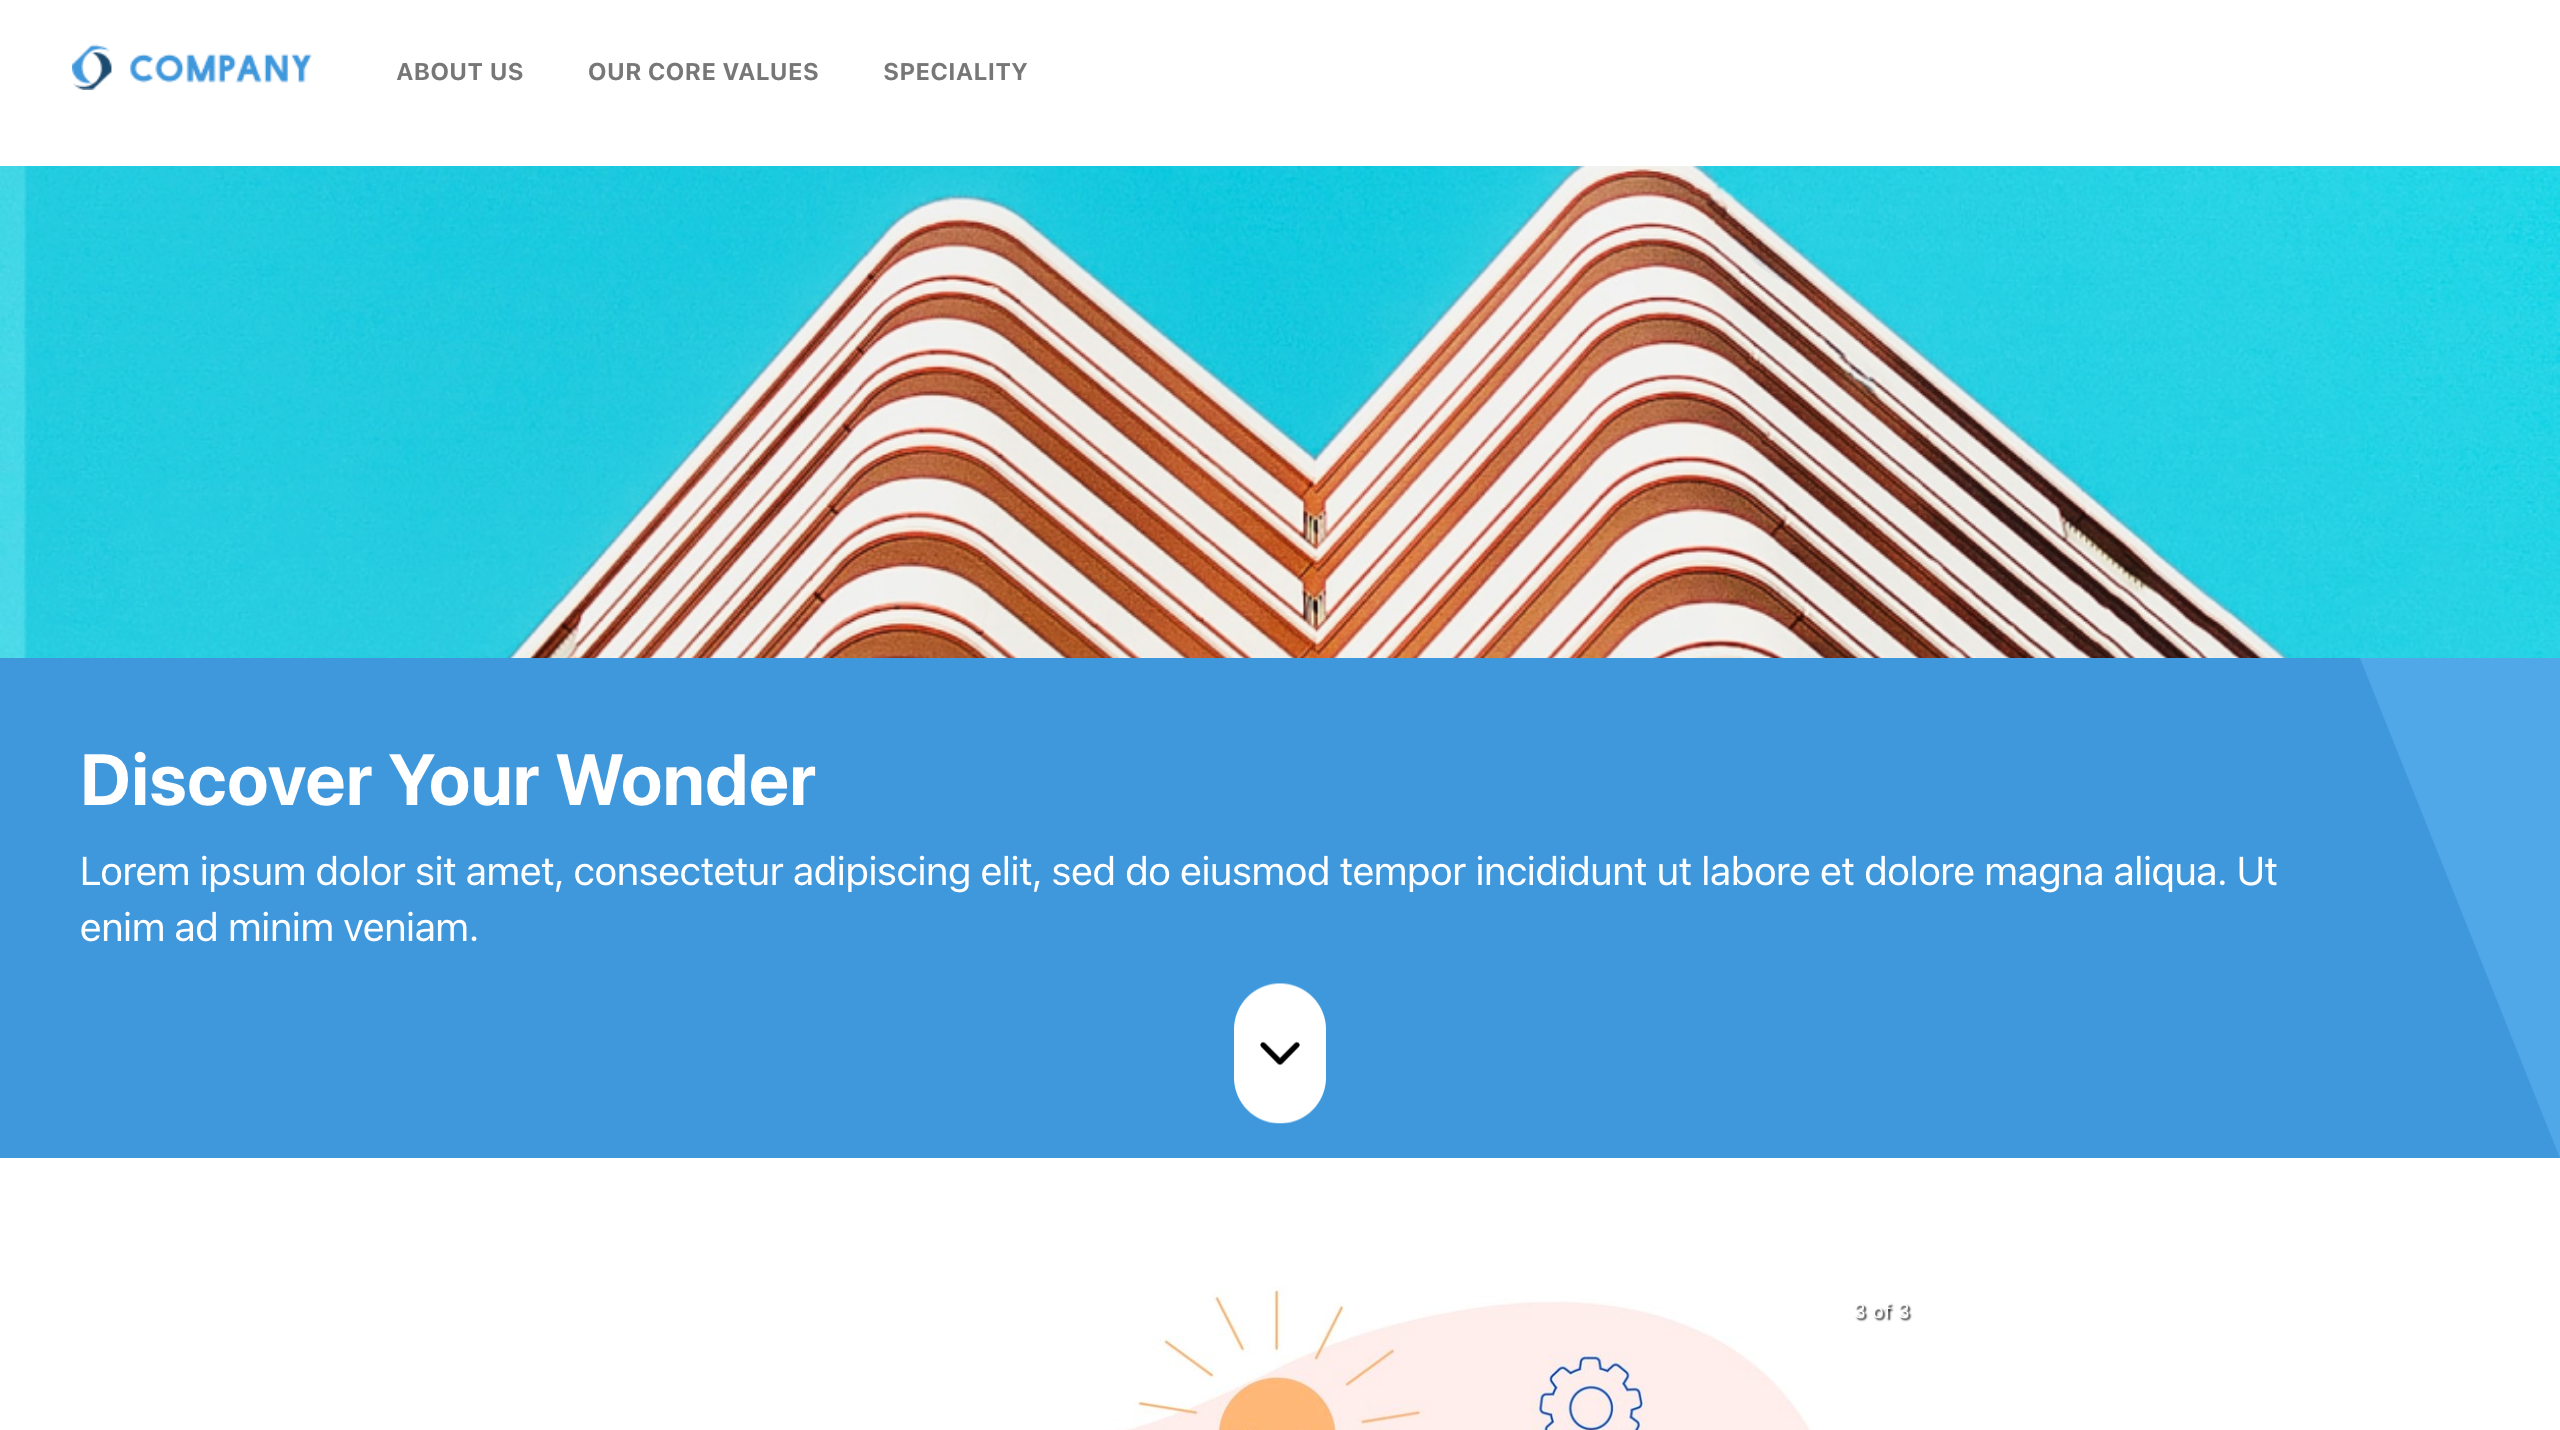 COMPANY
ABOUT US
OUR CORE VALUES
SPECIALITY
Discover Your Wonder
Lorem ipsum dolor sit amet, consectetur adipiscing elit, sed do eiusmod tempor incididunt ut labore et dolore magna aliqua. Ut
enim ad minim veniam.
3 of 3